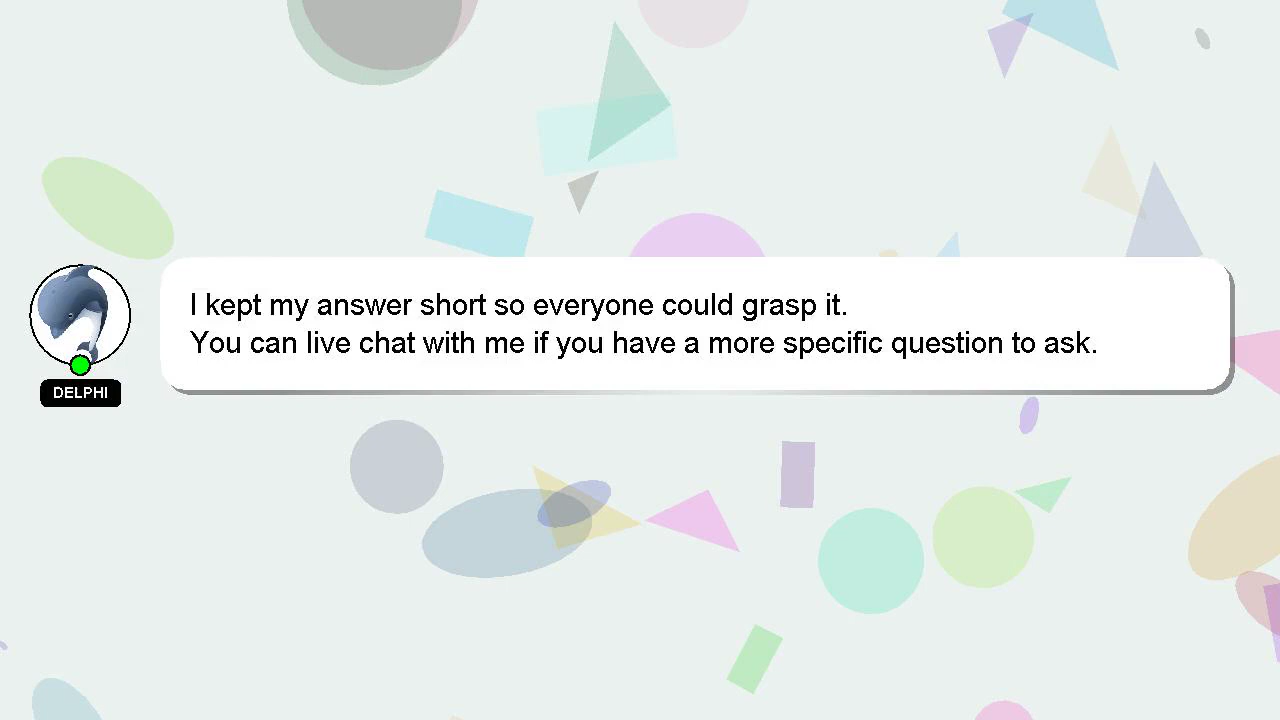 I kept my answer short so everyone could grasp it.
You can live chat with me if you have a more specific question to ask.
DELPHI